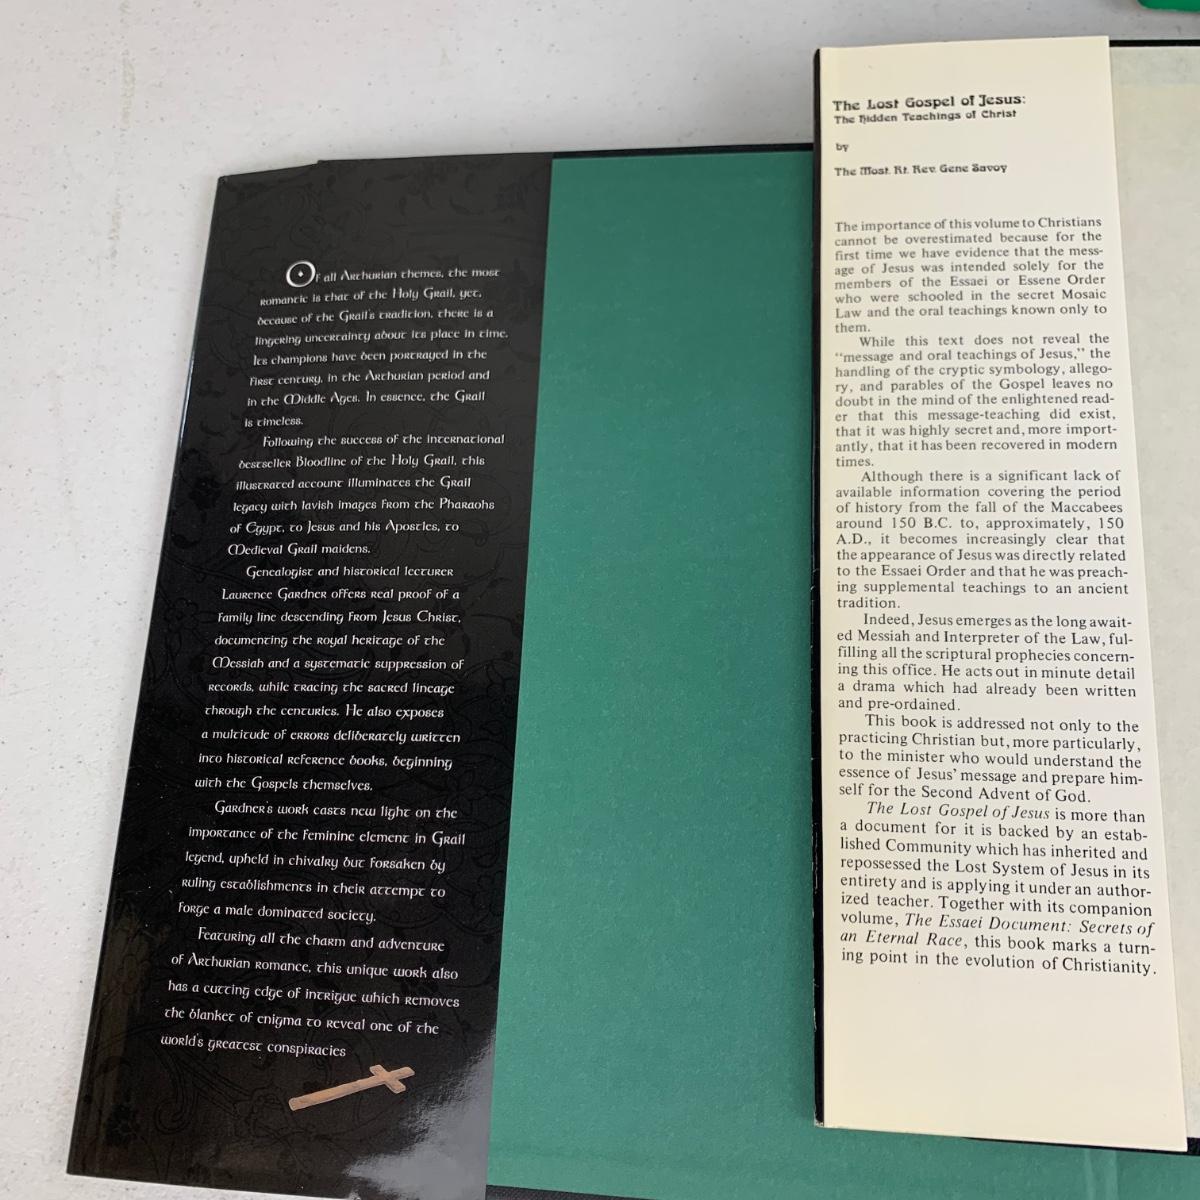 Of all Arthurian themes, the most
romantic is that of the Holy Grail, yet,
because of the Grail's tradition, there is a
lingering uncertainty about its place in time.
Its champions have been portrayed in the
first century, in the Arthurian period and
in the Middle Ages. In essence, the Grail
is timeless.
Following the success of the international
bestseller Bloodline of the Holy Grail, this
illustrated account illuminates the Grail
legacy with lavish images from the Pharaohs
of Egypt, to Jesus and his Apostles, to
Medieval Grail maidens.
Genealogist and historical lecturer
Laurence Gardner offers real proof of a
family line descending from Jesus Christ,
documenting the royal heritage of the
Messiah and a systematic suppression of
records, while tracing the sacred lineage
through the centuries. He also exposes
a multitude of errors deliberately written
into historical reference books, beginning
with the Gospels themselves.
Gardner's work casts new light on the
importance of the feminine element in Grail
legend, upheld in chivalry but forsaken by
ruling establishments in their attempt to
forge a male dominated society.
Featuring all the charm and adventure
of Arthurian romance, this unique work also
has a cutting edge of intrigue which removes
the blanket of enigma to reveal one of the
world's greatest conspiracies
The Lost Gospel of Jesus:
The Hidden Teachings of Christ
by
The Most. Rt. Rev. Gene Savoy
The importance of this volume to Christians
cannot be overestimated because for the
first time we have evidence that the mess-
age of Jesus was intended solely for the
members of the Essaei or Essene Order
who were schooled in the secret Mosaic
Law and the oral teachings known only to
them.
While this text does not reveal the
"message and oral teachings of Jesus," the
handling of the cryptic symbology, allego-
ry, and parables of the Gospel leaves no
doubt in the mind of the enlightened read-
er that this message-teaching did exist,
that it was highly secret and, more import-
antly, that it has been recovered in modern
times.
Although there is a significant lack of
available information covering the period
of history from the fall of the Maccabees
around 150 B.C. to, approximately, 150
A.D., it becomes increasingly clear that
the appearance of Jesus was directly related
to the Essaei Order and that he was preach-
ing supplemental teachings to an ancient
tradition.
Indeed, Jesus emerges as the long await-
ed Messiah and Interpreter of the Law, ful-
filling all the scriptural prophecies concern-
ing this office. He acts out in minute detail
a drama which had already been written
and pre-ordained.
This book is addressed not only to the
practicing Christian but, more particularly,
to the minister who would understand the
essence of Jesus' message and prepare him-
self for the Second Advent of God.
The Lost Gospel of Jesus is more than
a document for it is backed by an estab-
lished Community which has inherited and
repossessed the Lost System of Jesus in its
entirety and is applying it under an author-
ized teacher. Together with its companion
volume, The Essaei Document: Secrets of
an Eternal Race, this book marks a turn-
ing point in the evolution of Christianity.